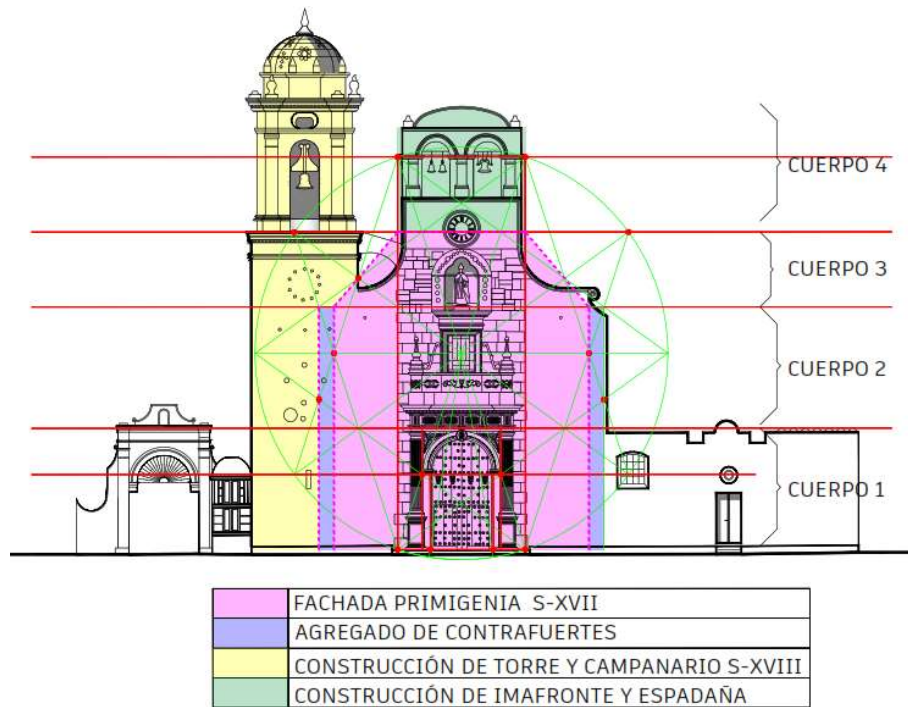 CUERPO 4
CUERPO 3
CUERPO 2
CUERPO 1
FACHADA PRIMIGENIA S-XVII
AGREGADO DE CONTRAFUERTES
CONSTRUCCIÓN DE TORRE Y CAMPANARIO S-XVIII
CONSTRUCCIÓN DE IMAFRONTE Y ESPADAÑA